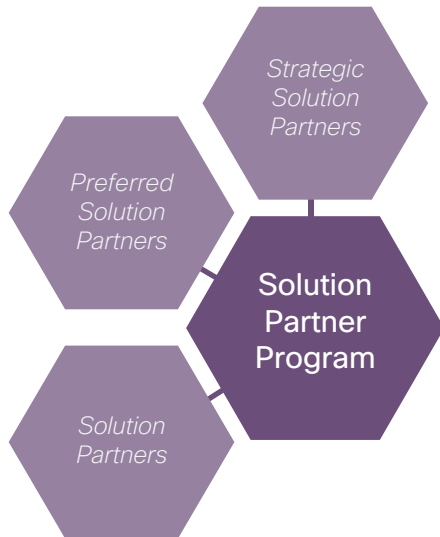 Strategic
Solution
Partners
Preferred
Solution
Partners
Solution
Partner
Program
Solution
Partners